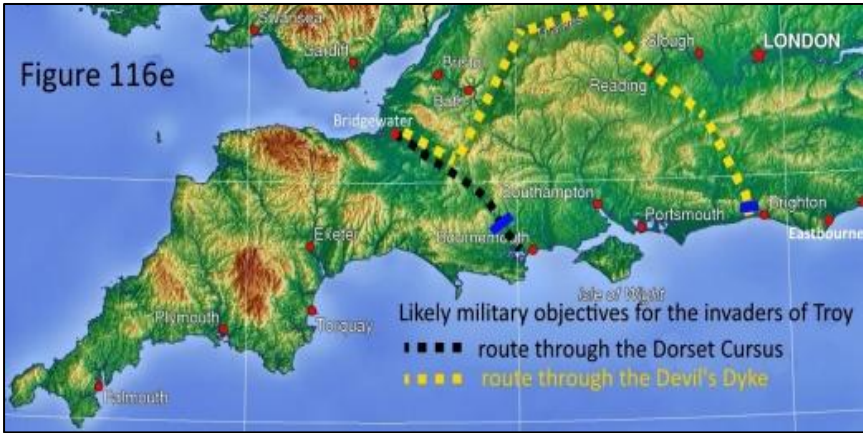 Swansea
Cardiff
Figure 116e
Bristol
Bath
Bridgewater
Thames
Slough
LONDON
Reading
Southampton
Portsmouth
Brighton
Eastbourne
Bournemouth
Isle of Wight
Exeter
Plymouth
Torquay
Falmouth
Likely military objectives for the invaders of Troy
route through the Dorset Cursus
route through the Devil's Dyke